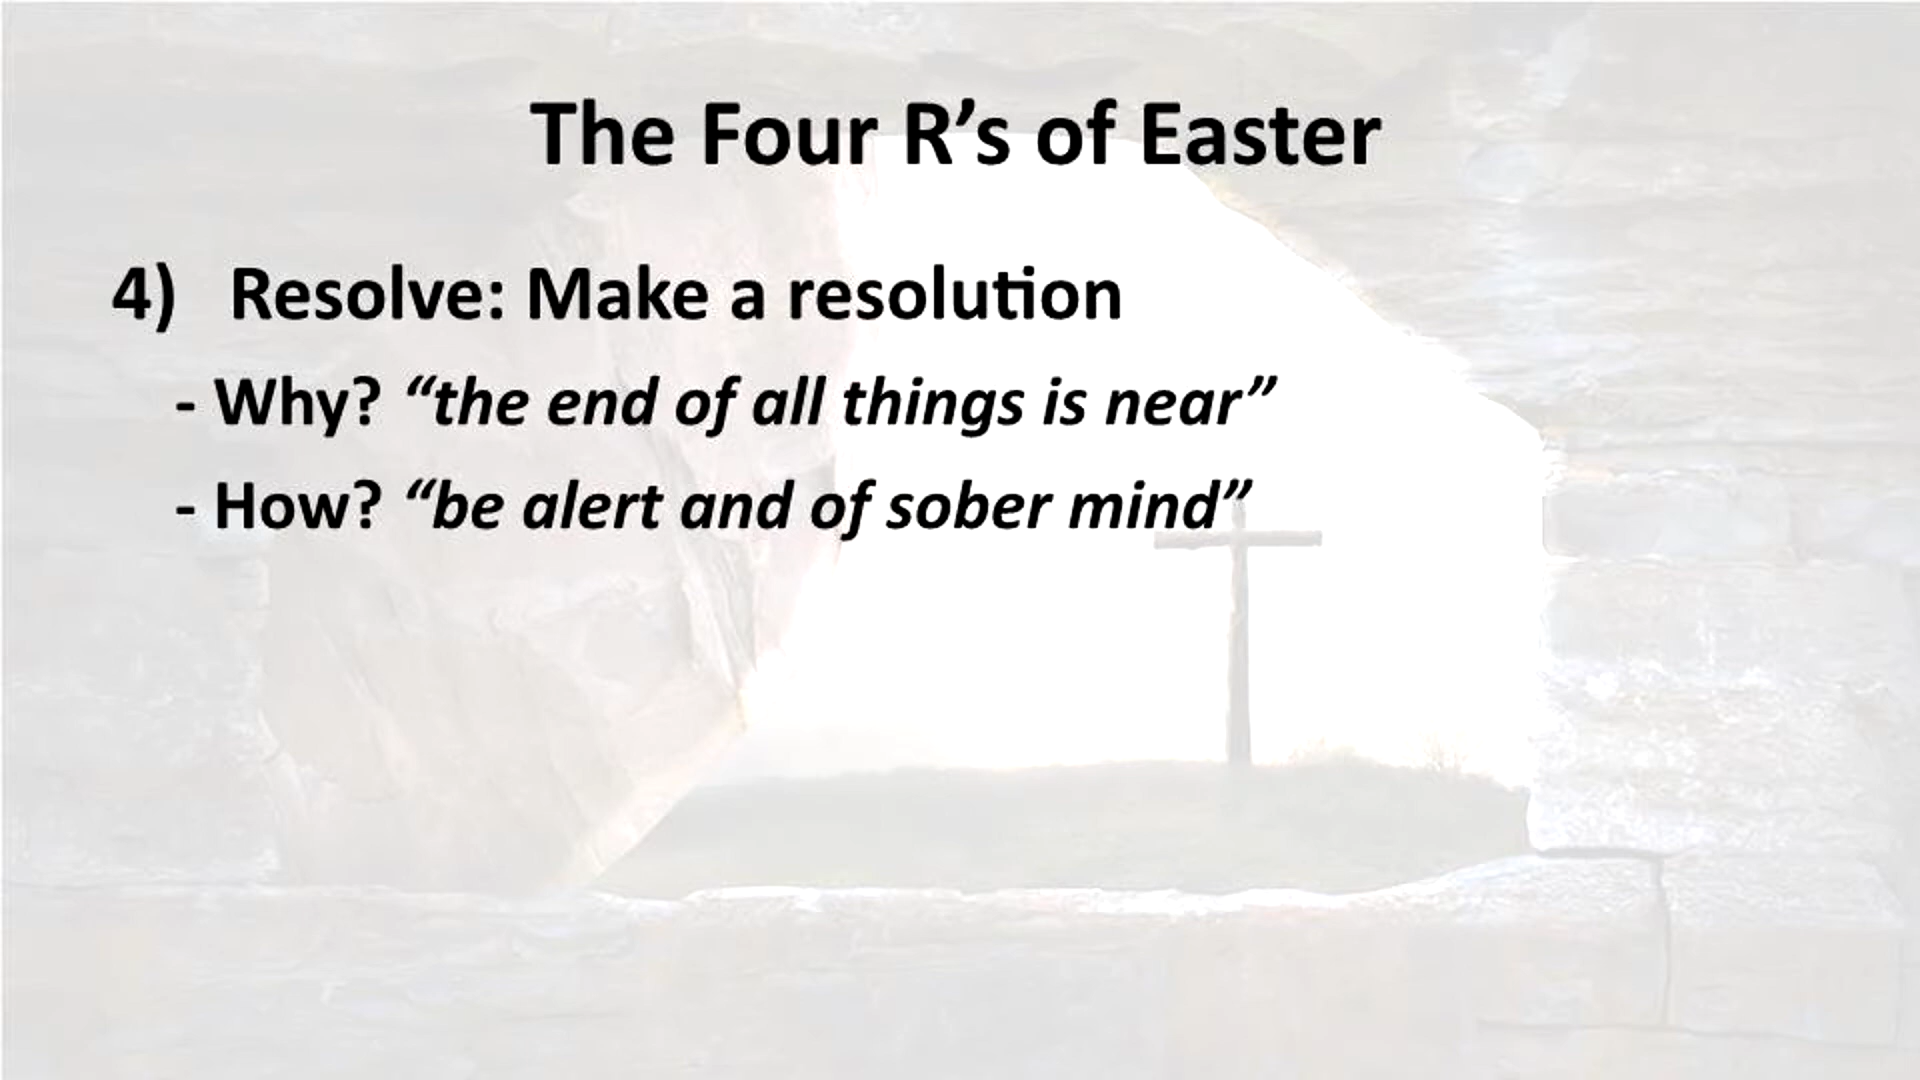 The Four R’s of Easter
4) Resolve: Make a resolution
- Why? “the end of all things is near”
- How? “be alert and of sober mind”